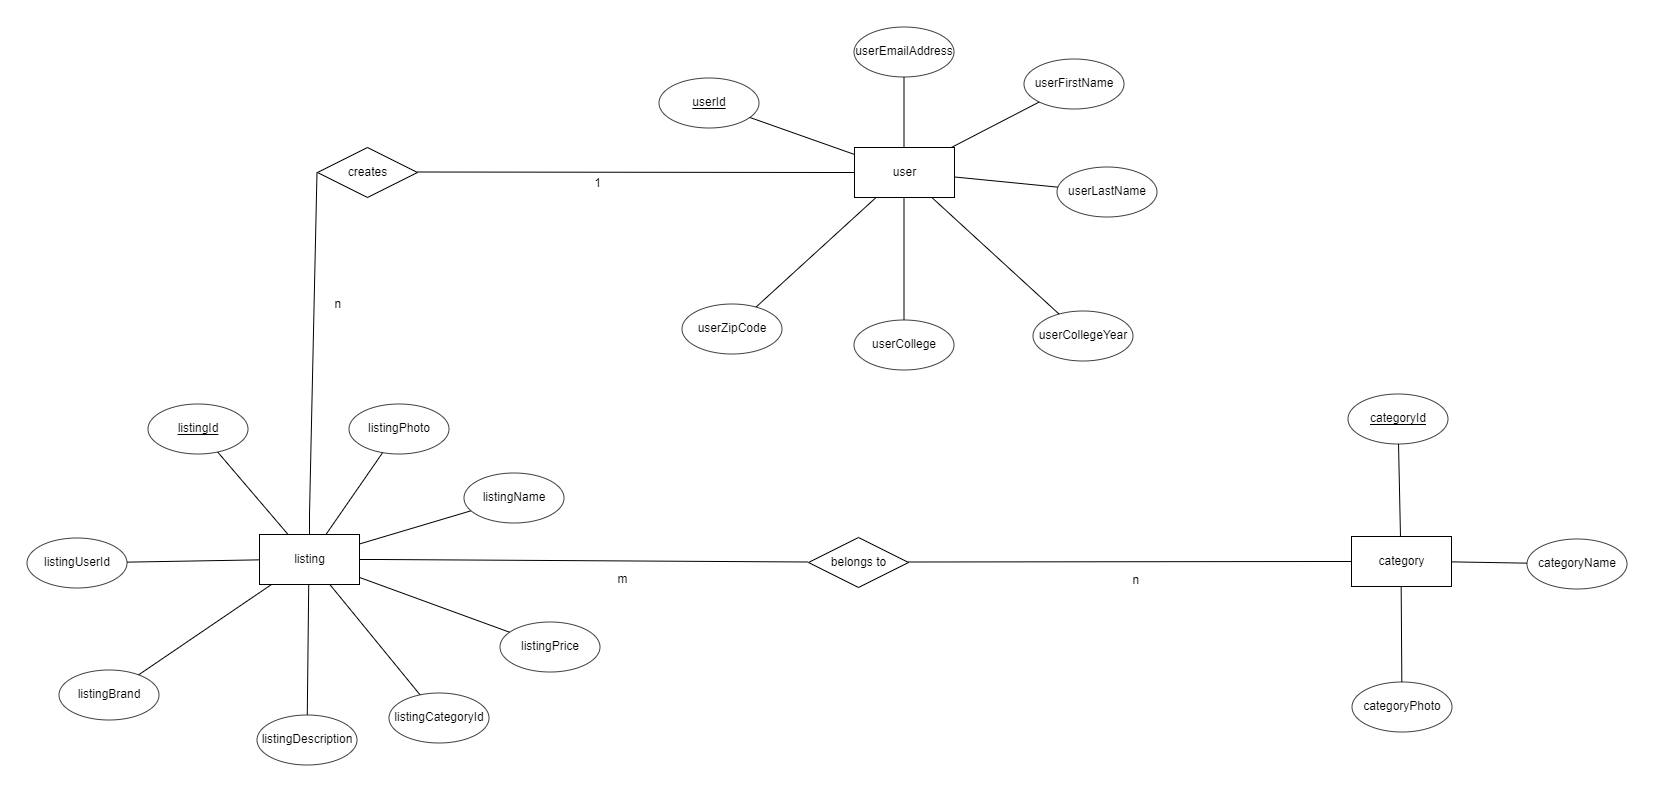 userEmailAddress
userFirstName
userId
creates
user
1
userLastName
n
userZipCode
userCollege
userCollegeYear
listingId
listingPhoto
categoryId
listingName
listingUserId
listing
belongs to
category
categoryName
m
n
listingPrice
listingBrand
listingCategoryId
listingDescription
categoryPhoto